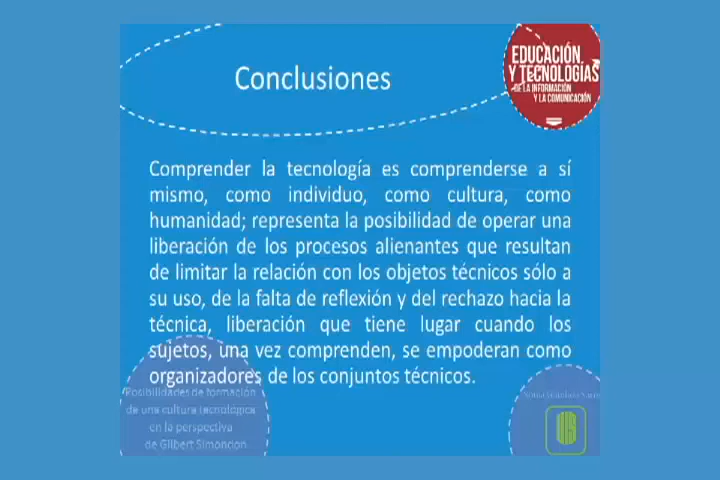 Conclusiones
EDUCACIÓN
Y TECNOLOGÍAS
DE LA INFORMACIÓN
Y LA COMUNICACIÓN
Comprender la tecnología es comprenderse a sí
mismo, como individuo, como cultura, como
humanidad; representa la posibilidad de operar una
liberación de los procesos alienantes que resultan
de limitar la relación con los objetos técnicos sólo a
su uso, de la falta de reflexión y del rechazo hacia la
técnica, liberación que tiene lugar cuando los
sujetos, una vez comprenden, se empoderan como
organizadores de los conjuntos técnicos.
Posibilidades de formación
de una cultura tecnológica
en la perspectiva
de Gilbert Simondon